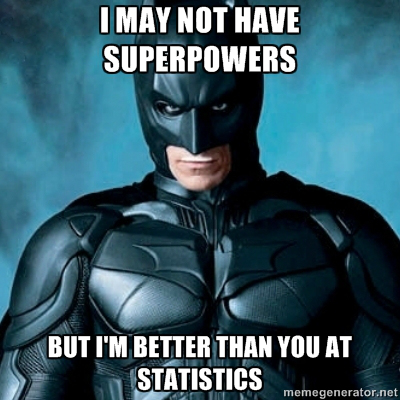 I MAY NOT HAVE
SUPERPOWERS
BUT I'M BETTER THAN YOU AT
STATISTICS
memegenerator.net